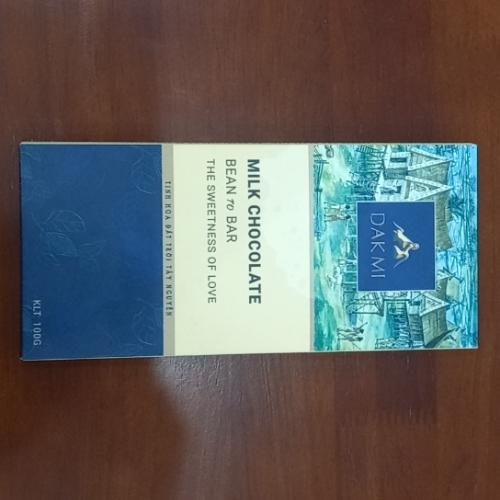 DAK MI
MILK CHOCOLATE
BEAN TO BAR
THE SWEETNESS OF LOVE
TINH HOA ĐẤT TRỜI TÂY NGUYÊN
KLT 100G